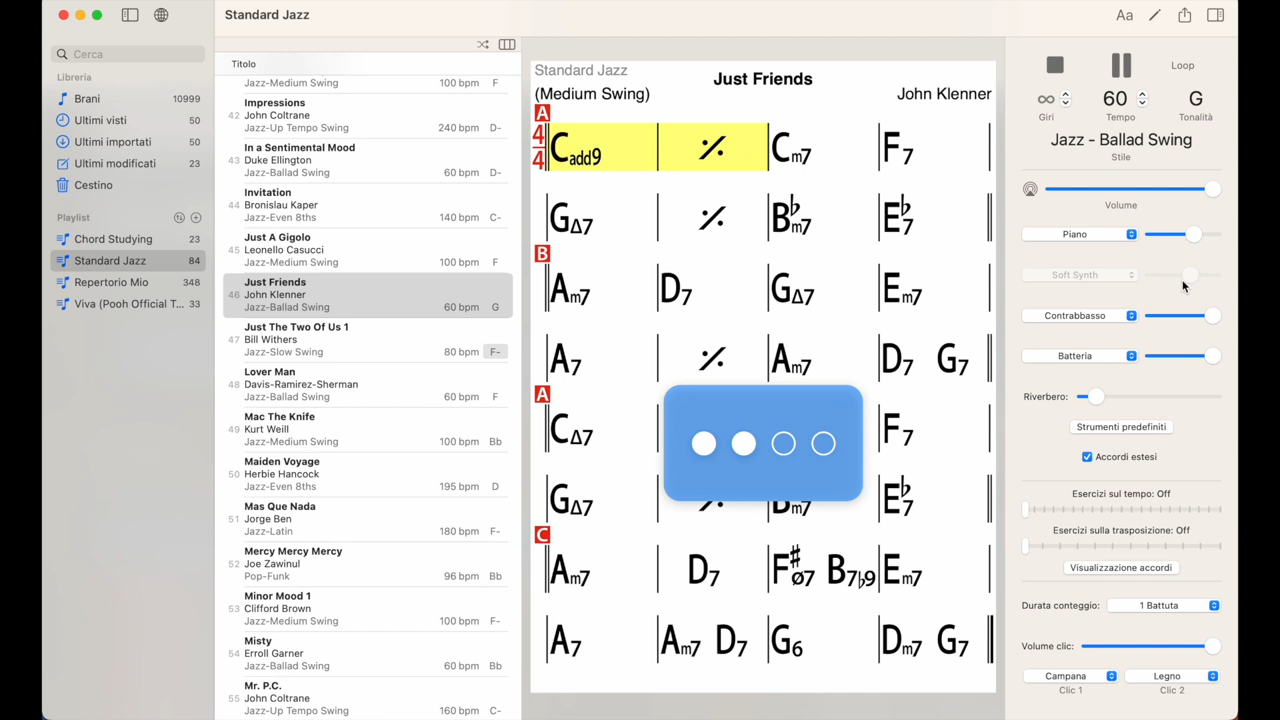 Standard Jazz
Cerca
Libreria
Brani 10999
Ultimi visti 50
Ultimi importati 50
Ultimi modificati 23
Cestino
Playlist
Chord Studying 23
Standard Jazz 84
Repertorio Mio 348
Viva (Pooh Official T... 33
Titolo
Jazz-Medium Swing 100 bpm F
Impressions
42 John Coltrane
Jazz-Up Tempo Swing 240 bpm D-
In a Sentimental Mood
43 Duke Ellington
Jazz-Ballad Swing 60 bpm D-
Invitation
44 Bronislau Kaper
Jazz-Even 8ths 140 bpm C-
Just A Gigolo
45 Leonello Casucci
Jazz-Medium Swing 100 bpm F
Just Friends
46 John Klenner
Jazz-Ballad Swing 60 bpm G
Just The Two Of Us 1
47 Bill Withers
Jazz-Slow Swing 80 bpm F-
Lover Man
48 Davis-Ramirez-Sherman
Jazz-Ballad Swing 60 bpm F
Mac The Knife
49 Kurt Weill
Jazz-Medium Swing 100 bpm Bb
Maiden Voyage
50 Herbie Hancock
Jazz-Even 8ths 195 bpm D
Mas Que Nada
51 Jorge Ben
Jazz-Latin 180 bpm F-
Mercy Mercy Mercy
52 Joe Zawinul
Pop-Funk 96 bpm Bb
Minor Mood 1
53 Clifford Brown
Jazz-Medium Swing 100 bpm F-
Misty
54 Erroll Garner
Jazz-Ballad Swing 60 bpm Bb
Mr. P.C.
55 John Coltrane
Jazz-Up Tempo Swing 160 bpm C-
Standard Jazz
Just Friends
(Medium Swing) John Klenner
A
4/4 Cadd9 𝄎 Cm7 F7
GΔ7 𝄎 B♭m7 E♭7
B
Am7 D7 GΔ7 Em7
A7 𝄎 Am7 D7 G7
A
CΔ7 F7
GΔ7 𝄎 Bm7 E♭7
C
Am7 D7 F♯ø7 B7♭9 Em7
A7 Am7 D7 G6 Dm7 G7
Aa
Loop
∞ 60 G
Giri Tempo Tonalità
Jazz - Ballad Swing
Stile
Volume
Piano
Soft Synth
Contrabbasso
Batteria
Riverbero:
Strumenti predefiniti
Accordi estesi
Esercizi sul tempo: Off
Esercizi sulla trasposizione: Off
Visualizzazione accordi
Durata conteggio: 1 Battuta
Volume clic:
Campana Legno
Clic 1 Clic 2